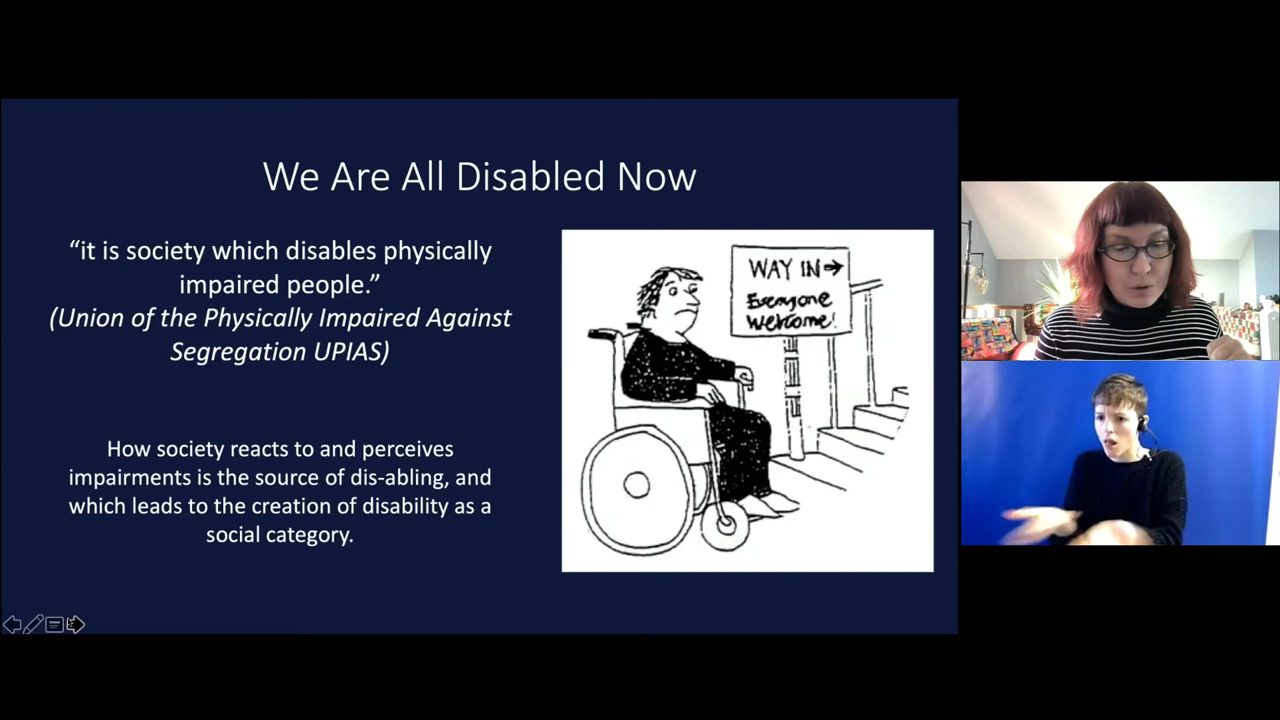 We Are All Disabled Now
“it is society which disables physically
impaired people.”
(Union of the Physically Impaired Against
Segregation UPIAS)
How society reacts to and perceives
impairments is the source of dis-abling, and
which leads to the creation of disability as a
social category.
WAY IN→
Everyone
Welcome!